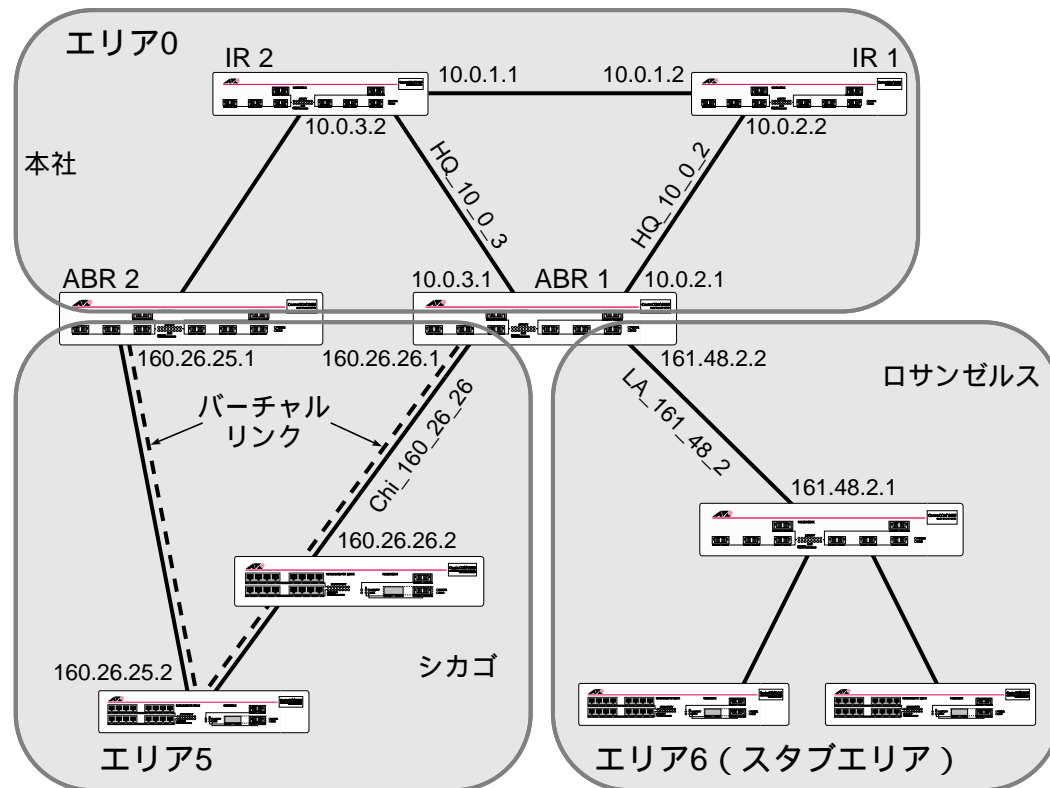 エリア0
IR 2
IR 1
10.0.1.1
10.0.1.2
10.0.3.2
10.0.2.2
本社
HQ_10_0_3
HQ_10_0_2
ABR 2
10.0.3.1
ABR 1
10.0.2.1
160.26.25.1
160.26.26.1
161.48.2.2
ロサンゼルス
バーチャル
リンク
Chi_160_26_26
LA_161_48_2
161.48.2.1
160.26.26.2
シカゴ
160.26.25.2
エリア5
エリア6（スタブエリア）